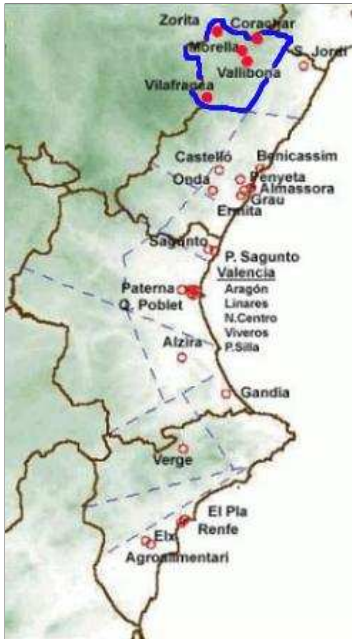 Zorita
Corachar
Morella
S. Jordi
Vallibona
Vilafranca
Castelló
Benicassim
Onda
Penyeta
Almassora
Grau
Ermita
Sagunto
P. Sagunto
Paterna
Valencia
Q. Poblet
Aragón
Linares
N.Centro
Viveros
P.Silla
Alzira
Gandia
Verge
El Pla
Elx
Renfe
Agroalimentari